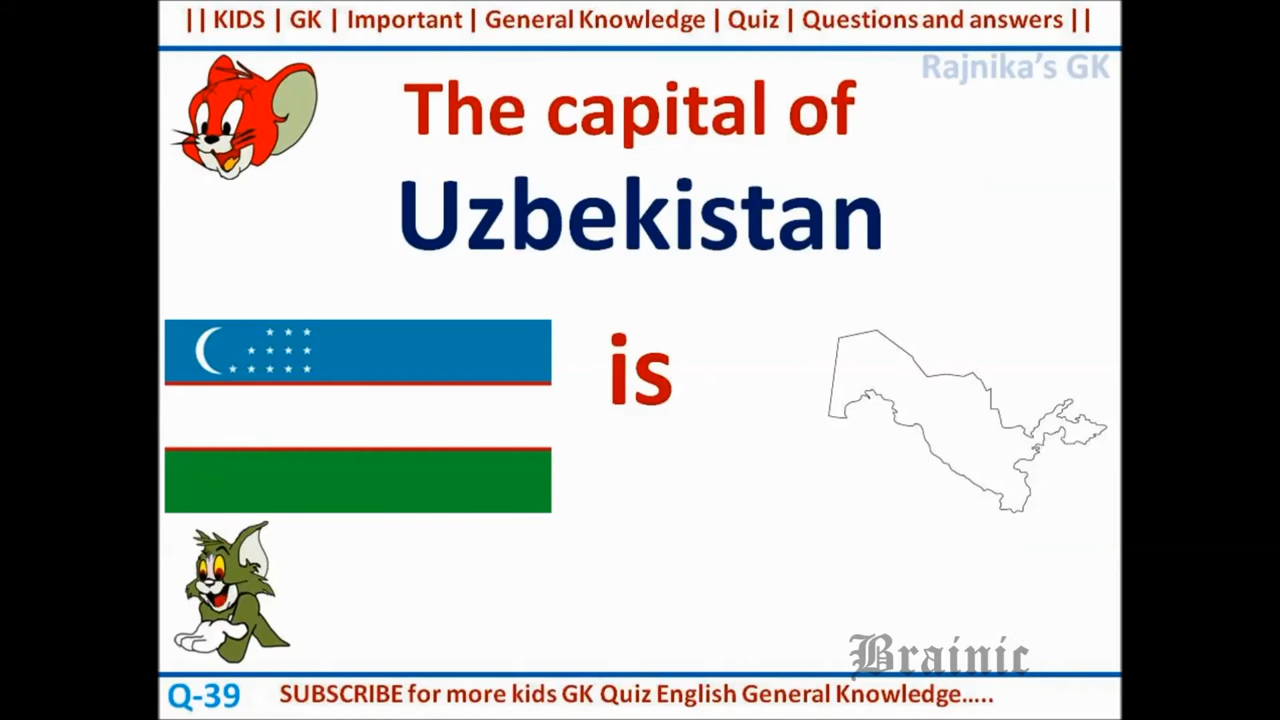 || KIDS | GK | Important | General Knowledge | Quiz | Questions and answers ||
Rajnika's GK
The capital of
Uzbekistan
is
Brainic
Q-39 SUBSCRIBE for more kids GK Quiz English General Knowledge.....